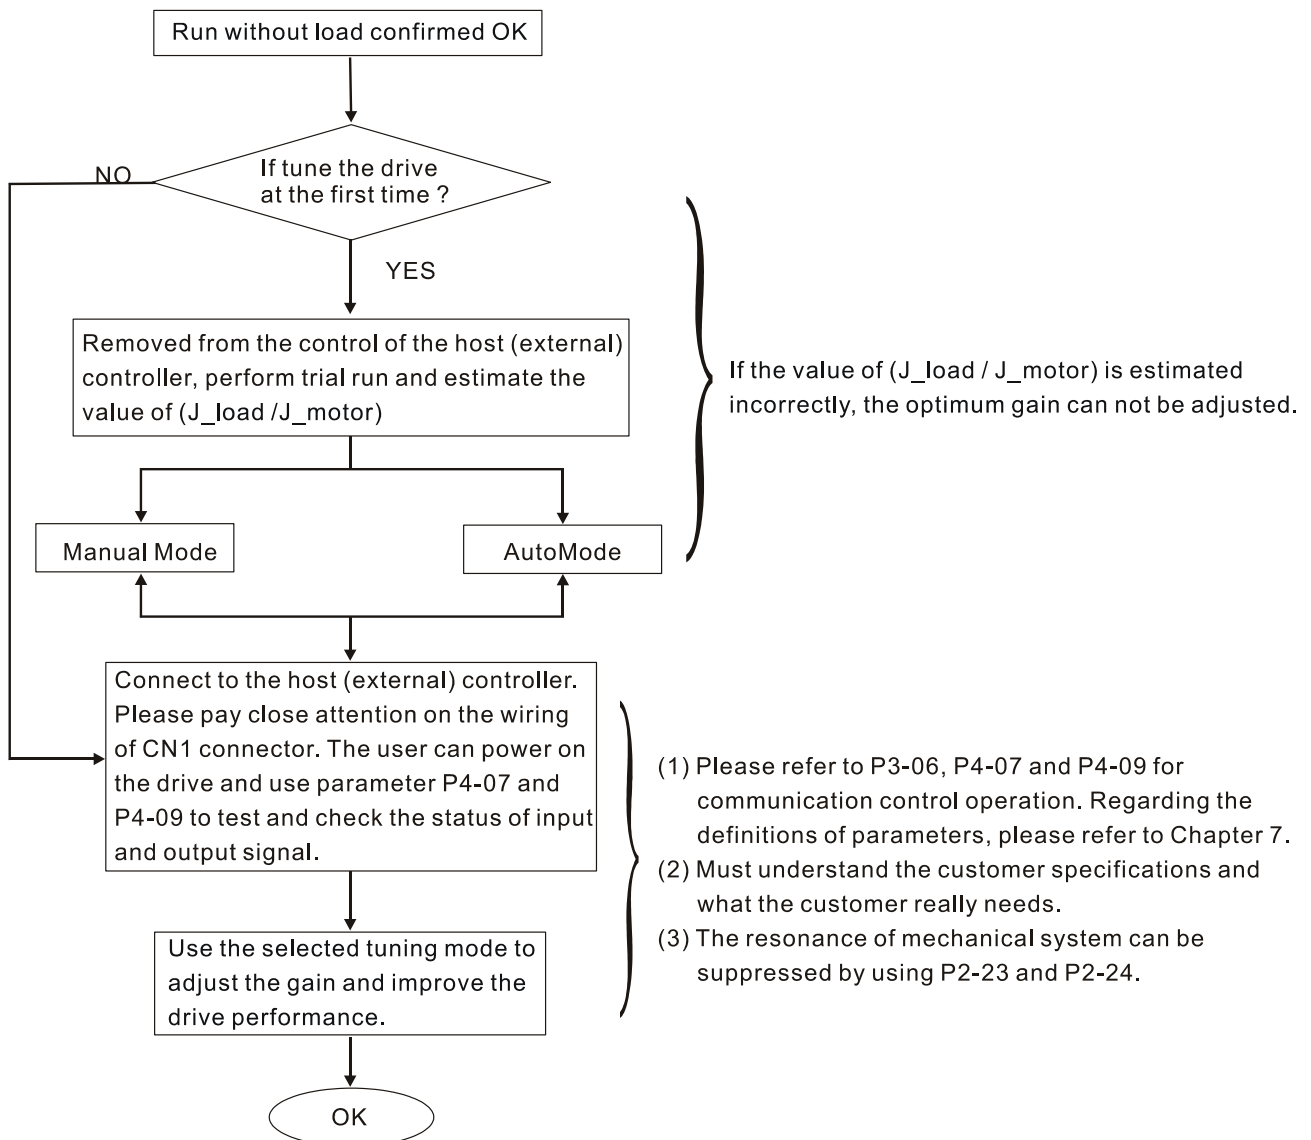 Run without load confirmed OK
NO
If tune the drive
at the first time ?
YES
Removed from the control of the host (external)
controller, perform trial run and estimate the
value of (J_load /J_motor)
If the value of (J_load / J_motor) is estimated
incorrectly, the optimum gain can not be adjusted.
Manual Mode
AutoMode
Connect to the host (external) controller.
Please pay close attention on the wiring
of CN1 connector. The user can power on
the drive and use parameter P4-07 and
P4-09 to test and check the status of input
and output signal.
(1) Please refer to P3-06, P4-07 and P4-09 for
communication control operation. Regarding the
definitions of parameters, please refer to Chapter 7.
(2) Must understand the customer specifications and
what the customer really needs.
(3) The resonance of mechanical system can be
suppressed by using P2-23 and P2-24.
Use the selected tuning mode to
adjust the gain and improve the
drive performance.
OK